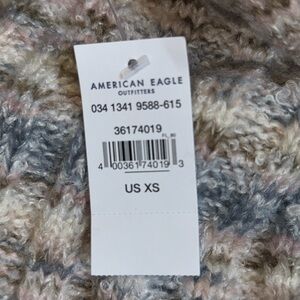 AMERICAN EAGLE
OUTFITTERS
034 1341 9588-615
36174019
4 00361 74019 3
US XS